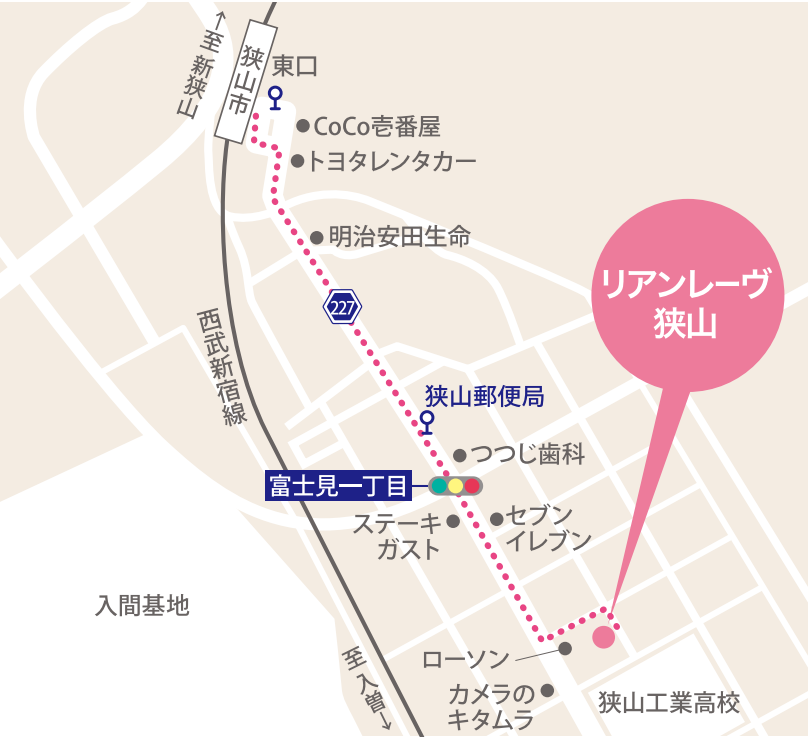 ←至 新狭山
狭山市
東口
CoCo壱番屋
トヨタレンタカー
明治安田生命
リアンレーヴ
狭山
227
西武新宿線
狭山郵便局
つつじ歯科
富士見一丁目
ステーキ
ガスト
セブン
イレブン
入間基地
至 入曽→
ローソン
カメラの
キタムラ
狭山工業高校